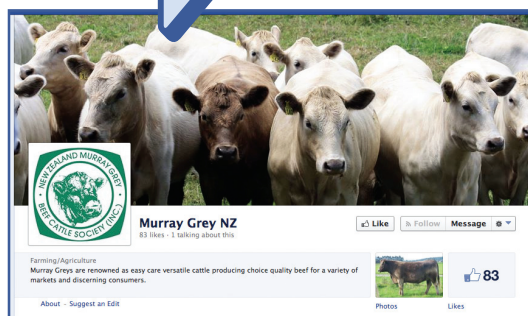 NEW ZEALAND MURRAY GREY
BEEF CATTLE SOCIETY (INC.)
Murray Grey NZ
83 likes · 1 talking about this
Like
Follow
Message
Farming/Agriculture
Murray Greys are renowned as easy care versatile cattle producing choice quality beef for a variety of
markets and discerning consumers.
About - Suggest an Edit
83
Photos
Likes